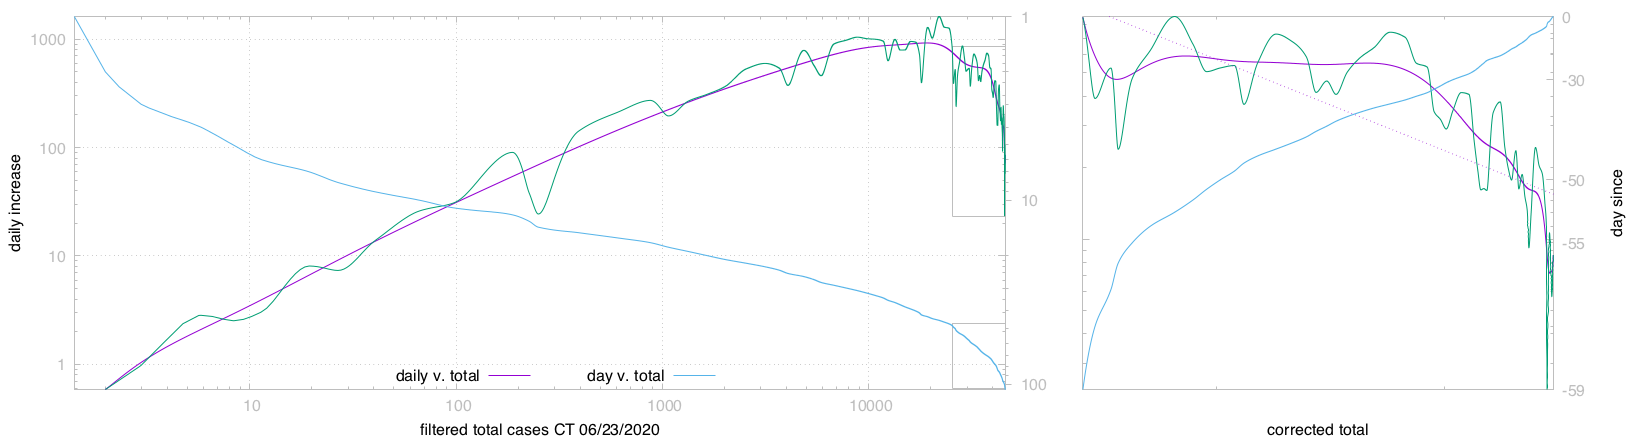 1000
100
10
1
daily increase
10
100
1000
10000
filtered total cases CT 06/23/2020
daily v. total
day v. total
1
10
100
0
-30
-50
-55
-59
day since
corrected total